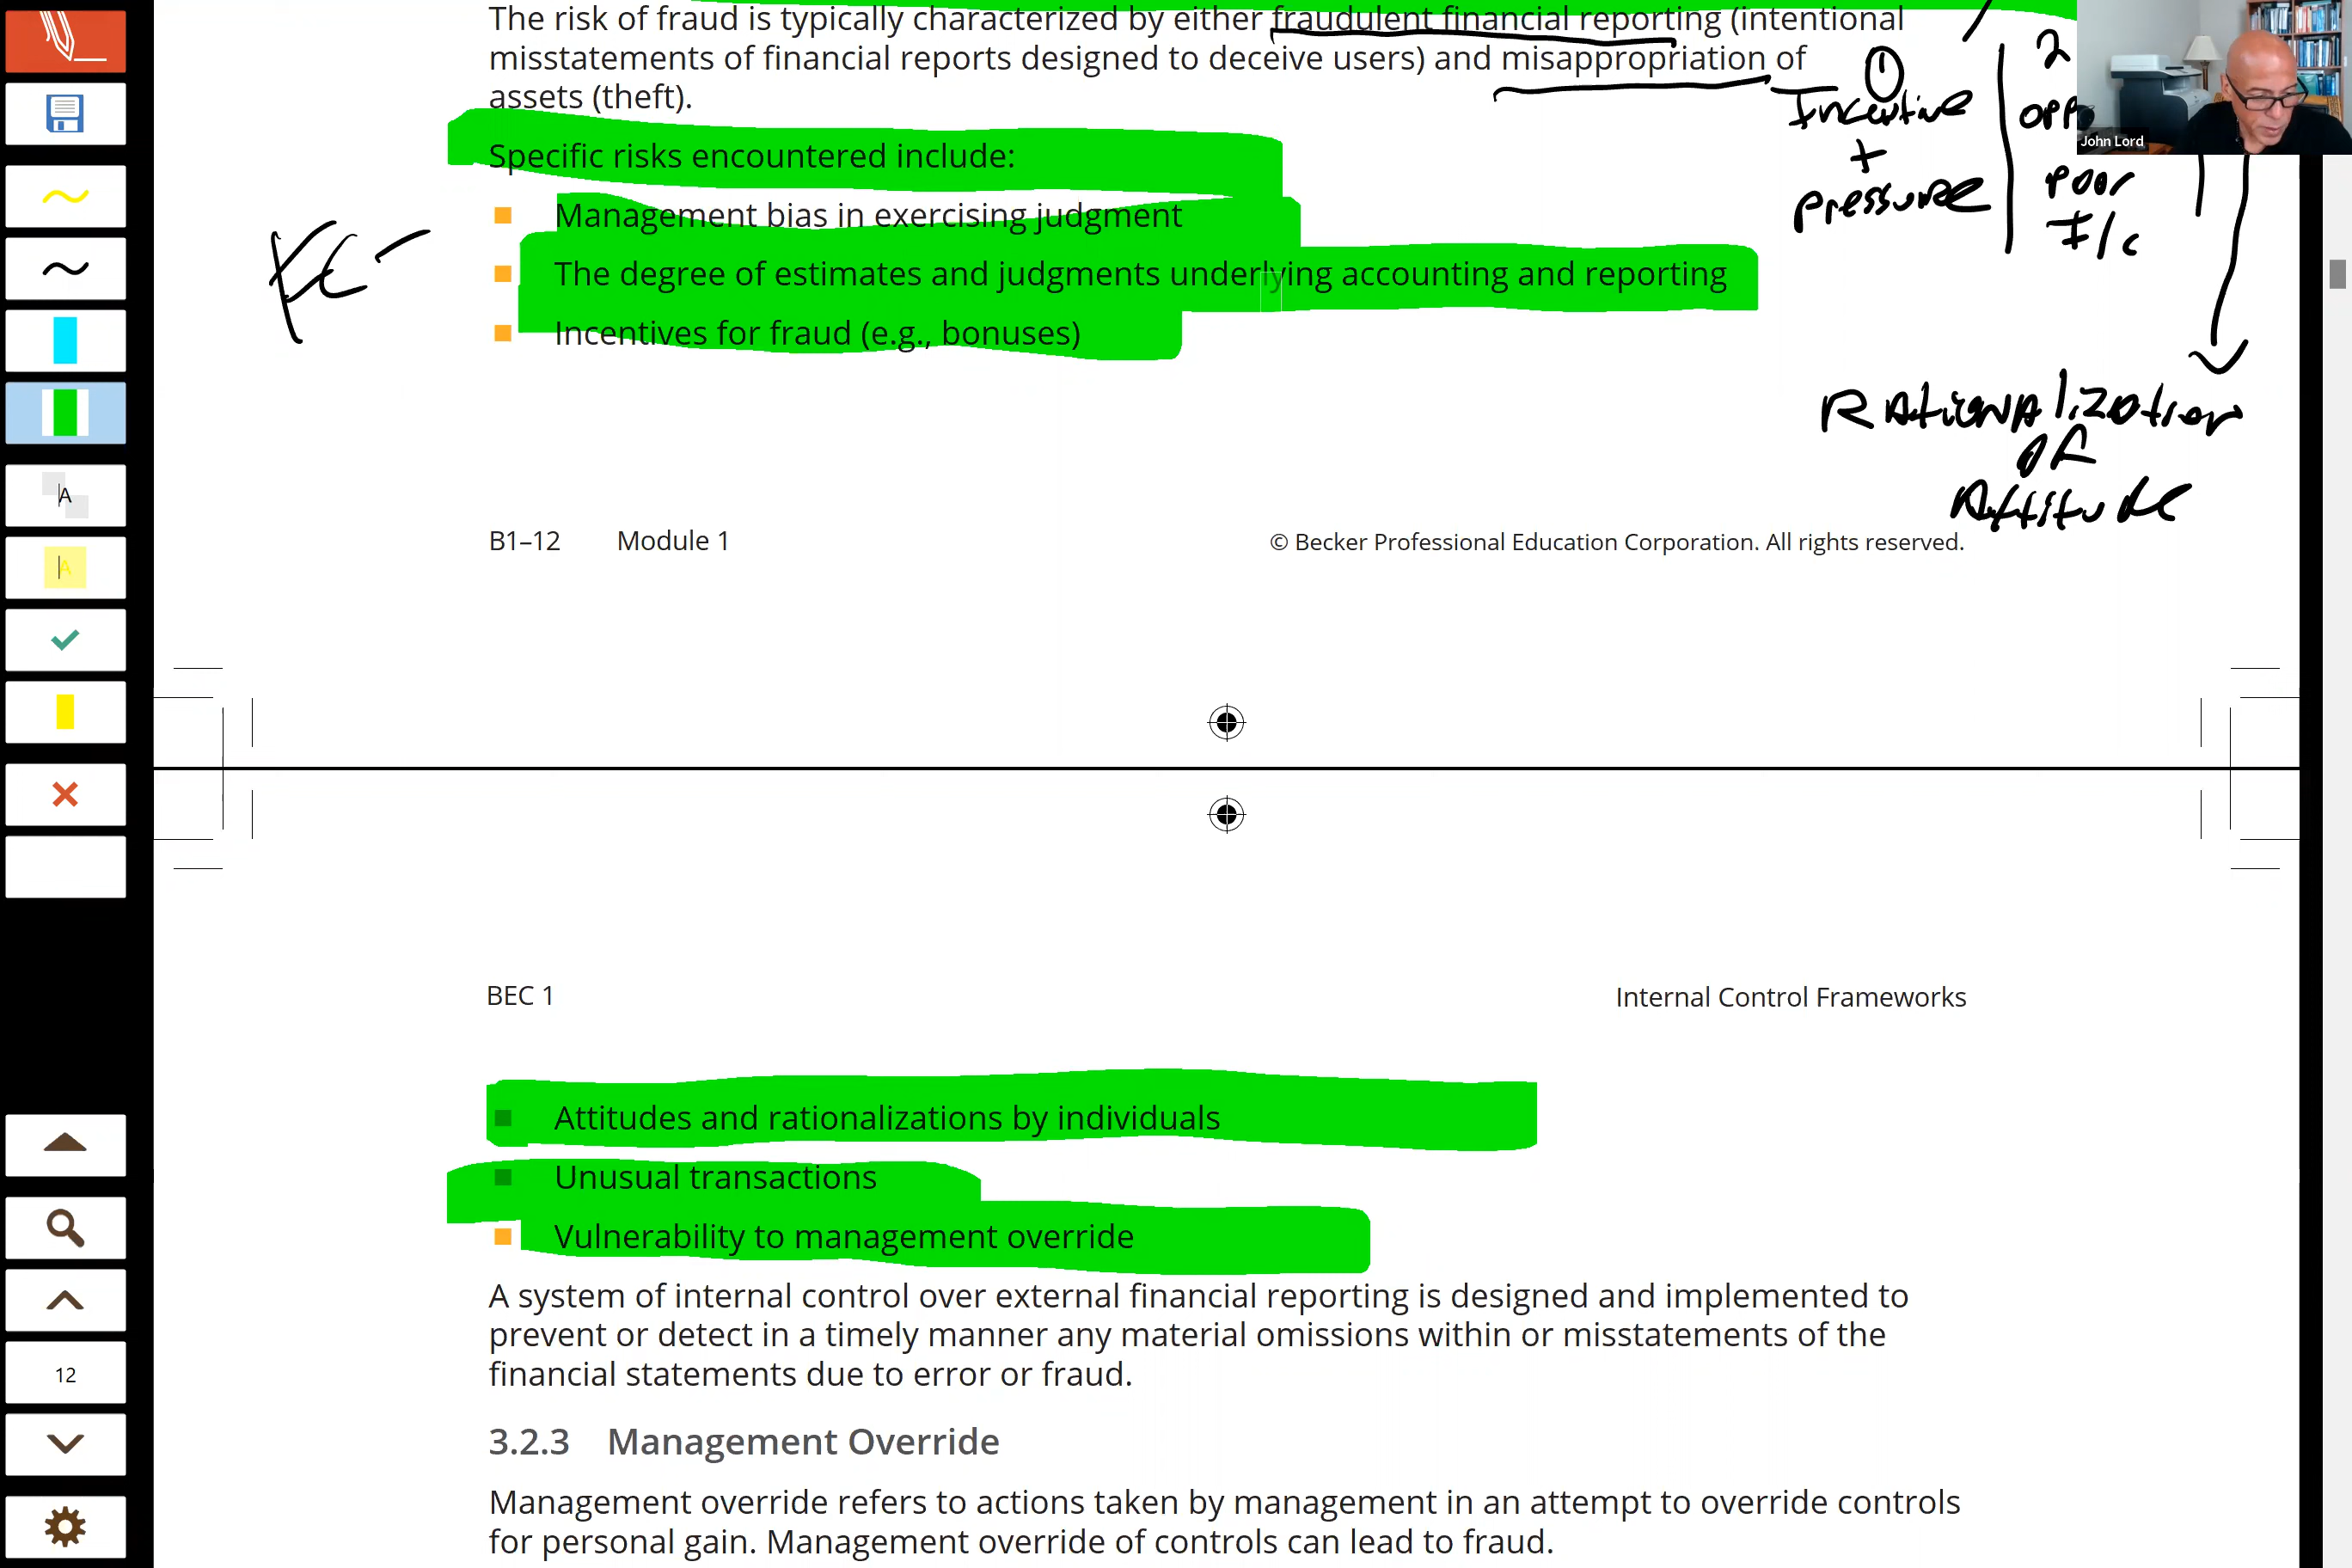 The risk of fraud is typically characterized by either fraudulent financial reporting (intentional
misstatements of financial reports designed to deceive users) and misappropriation of
assets (theft).
Specific risks encountered include:
Management bias in exercising judgment
The degree of estimates and judgments underlying accounting and reporting
Incentives for fraud (e.g., bonuses)
1
Incentive
+
pressure
2
opp
poor
I/c
John Lord
Rationalization
of
Attitude
B1–12 Module 1 © Becker Professional Education Corporation. All rights reserved.
BEC 1 Internal Control Frameworks
Attitudes and rationalizations by individuals
Unusual transactions
Vulnerability to management override
A system of internal control over external financial reporting is designed and implemented to
prevent or detect in a timely manner any material omissions within or misstatements of the
financial statements due to error or fraud.
3.2.3 Management Override
Management override refers to actions taken by management in an attempt to override controls
for personal gain. Management override of controls can lead to fraud.
A
A
12